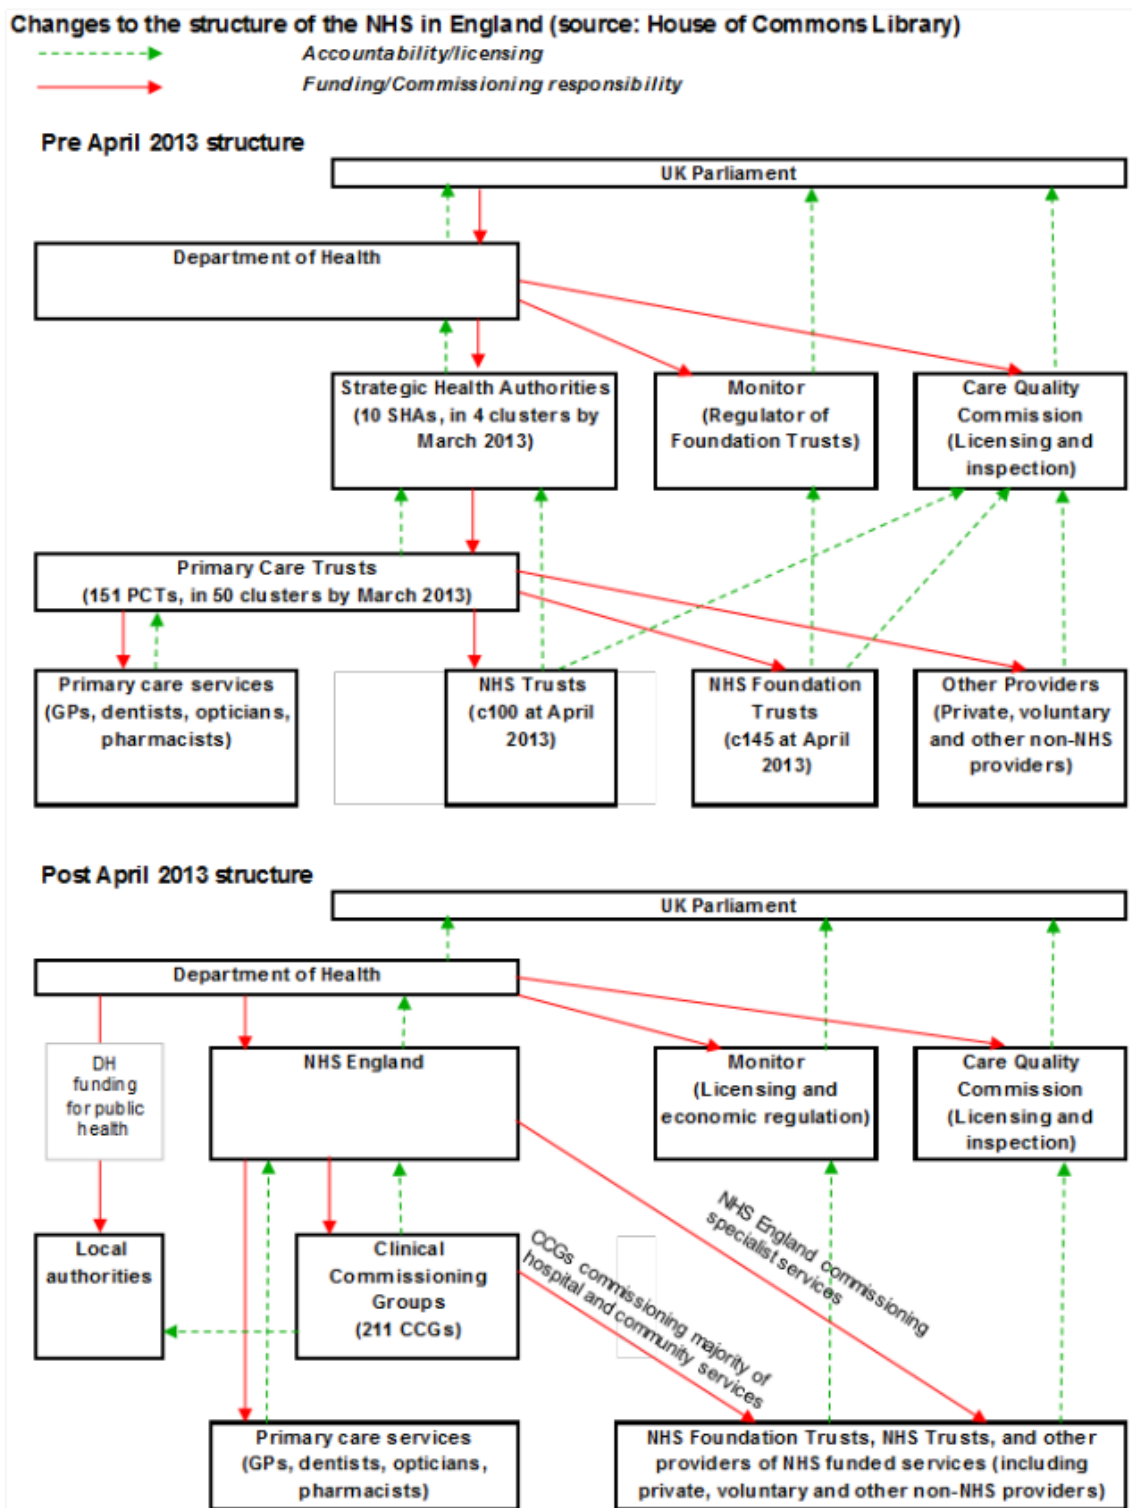 Changes to the structure of the NHS in England (source: House of Commons Library)
Accountability/licensing
Funding/Commissioning responsibility
Pre April 2013 structure
UK Parliament
Department of Health
Strategic Health Authorities
(10 SHAs, in 4 clusters by
March 2013)
Monitor
(Regulator of
Foundation Trusts)
Care Quality
Commission
(Licensing and
inspection)
Primary Care Trusts
(151 PCTs, in 50 clusters by March 2013)
Primary care services
(GPs, dentists, opticians,
pharmacists)
NHS Trusts
(c100 at April
2013)
NHS Foundation
Trusts
(c145 at April
2013)
Other Providers
(Private, voluntary
and other non-NHS
providers)
Post April 2013 structure
UK Parliament
Department of Health
DH
funding
for public
health
NHS England
Monitor
(Licensing and
economic regulation)
Care Quality
Commission
(Licensing and
inspection)
Local
authorities
Clinical
Commissioning
Groups
(211 CCGs)
CCGs commissioning majority of
hospital and community services
NHS England commissioning
specialist services
Primary care services
(GPs, dentists, opticians,
pharmacists)
NHS Foundation Trusts, NHS Trusts, and other
providers of NHS funded services (including
private, voluntary and other non-NHS providers)